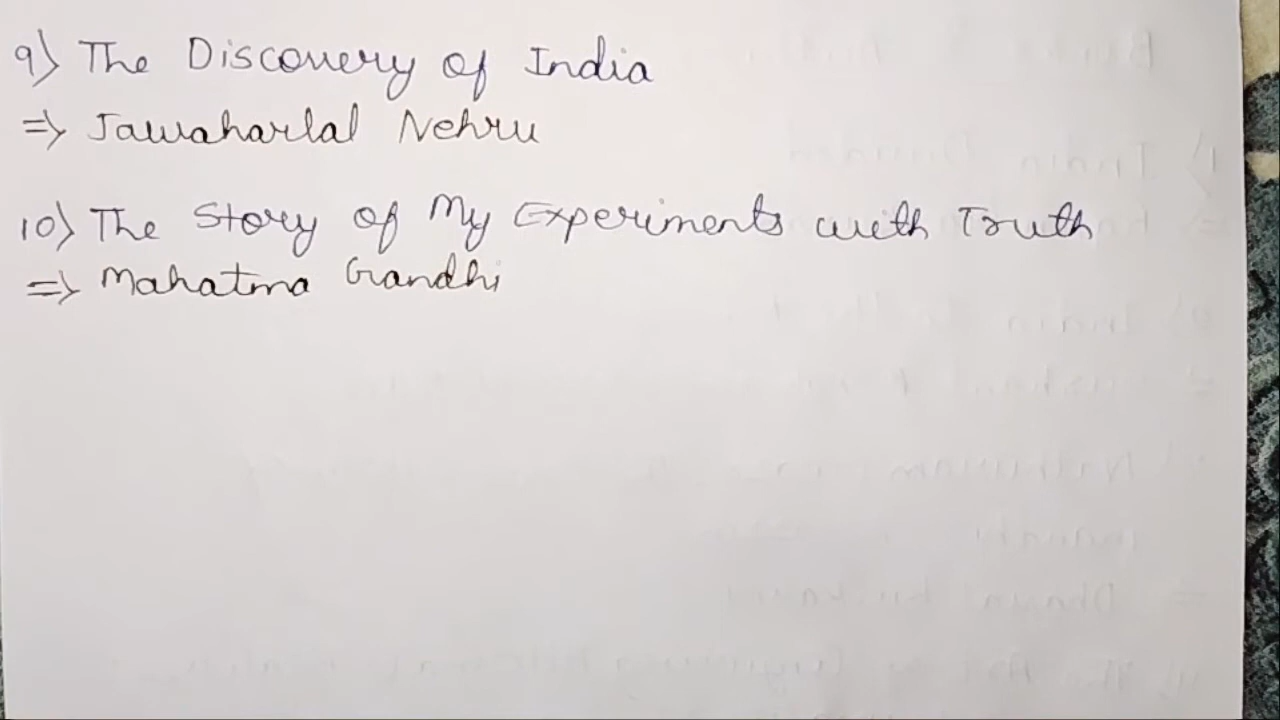 9) The Discovery of India
=> Jawaharlal Nehru
10) The Story of My Experiments with Truth
=> Mahatma Gandhi